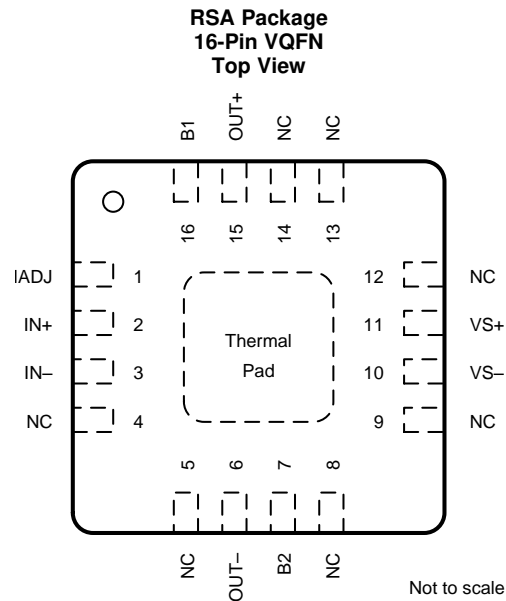 RSA Package
16-Pin VQFN
Top View
B1 OUT+ NC NC
16 15 14 13
IADJ 1 12 NC
IN+ 2 11 VS+
Thermal
IN– 3 10 VS–
Pad
NC 4 9 NC
5 6 7 8
NC OUT– B2 NC
Not to scale